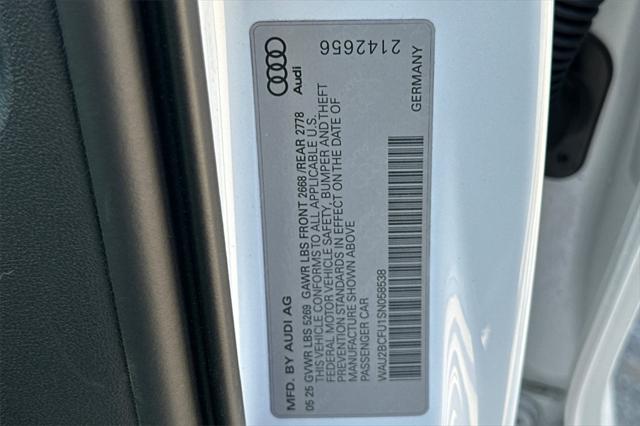 MFD. BY AUDI AG
05 25 GVWR LBS 5269 GAWR LBS FRONT 2668 /REAR 2778
THIS VEHICLE CONFORMS TO ALL APPLICABLE U.S.
FEDERAL MOTOR VEHICLE SAFETY, BUMPER AND THEFT
PREVENTION STANDARDS IN EFFECT ON THE DATE OF
MANUFACTURE SHOWN ABOVE
PASSENGER CAR
WAU2BCFU1SN058538
Audi
2142656
GERMANY